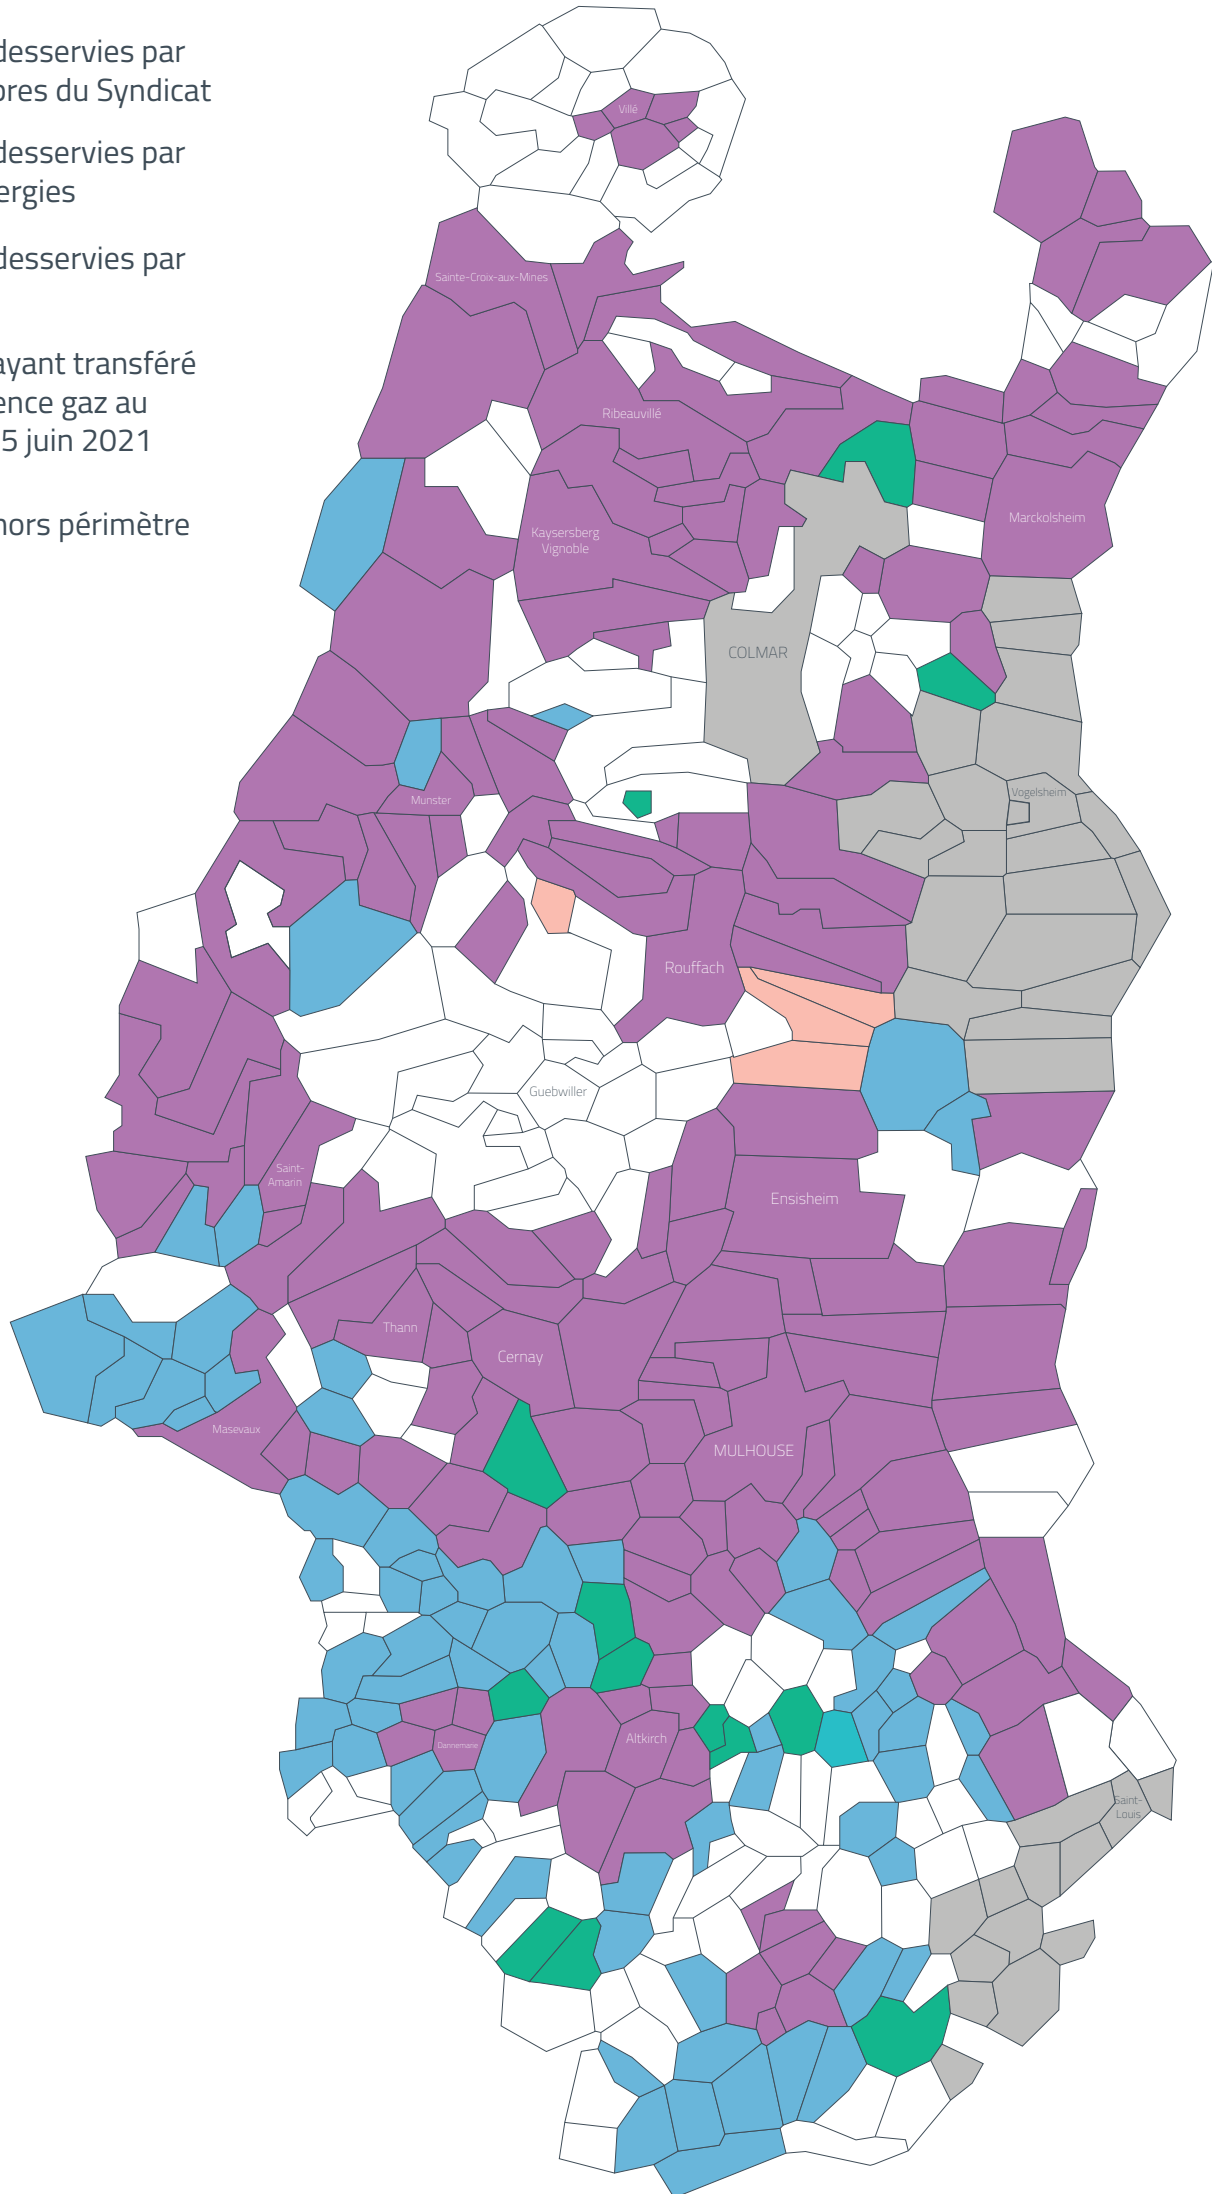 desservies par
bres du Syndicat
desservies par
ergies
desservies par
ayant transféré
ence gaz au
5 juin 2021
hors périmètre
Villé
Sainte-Croix-aux-Mines
Ribeauvillé
Marckolsheim
Kaysersberg
Vignoble
COLMAR
Vogelsheim
Munster
Rouffach
Guebwiller
Saint-
Amarin
Ensisheim
Thann
Cernay
Masevaux
MULHOUSE
Altkirch
Dannemarie
Saint-
Louis